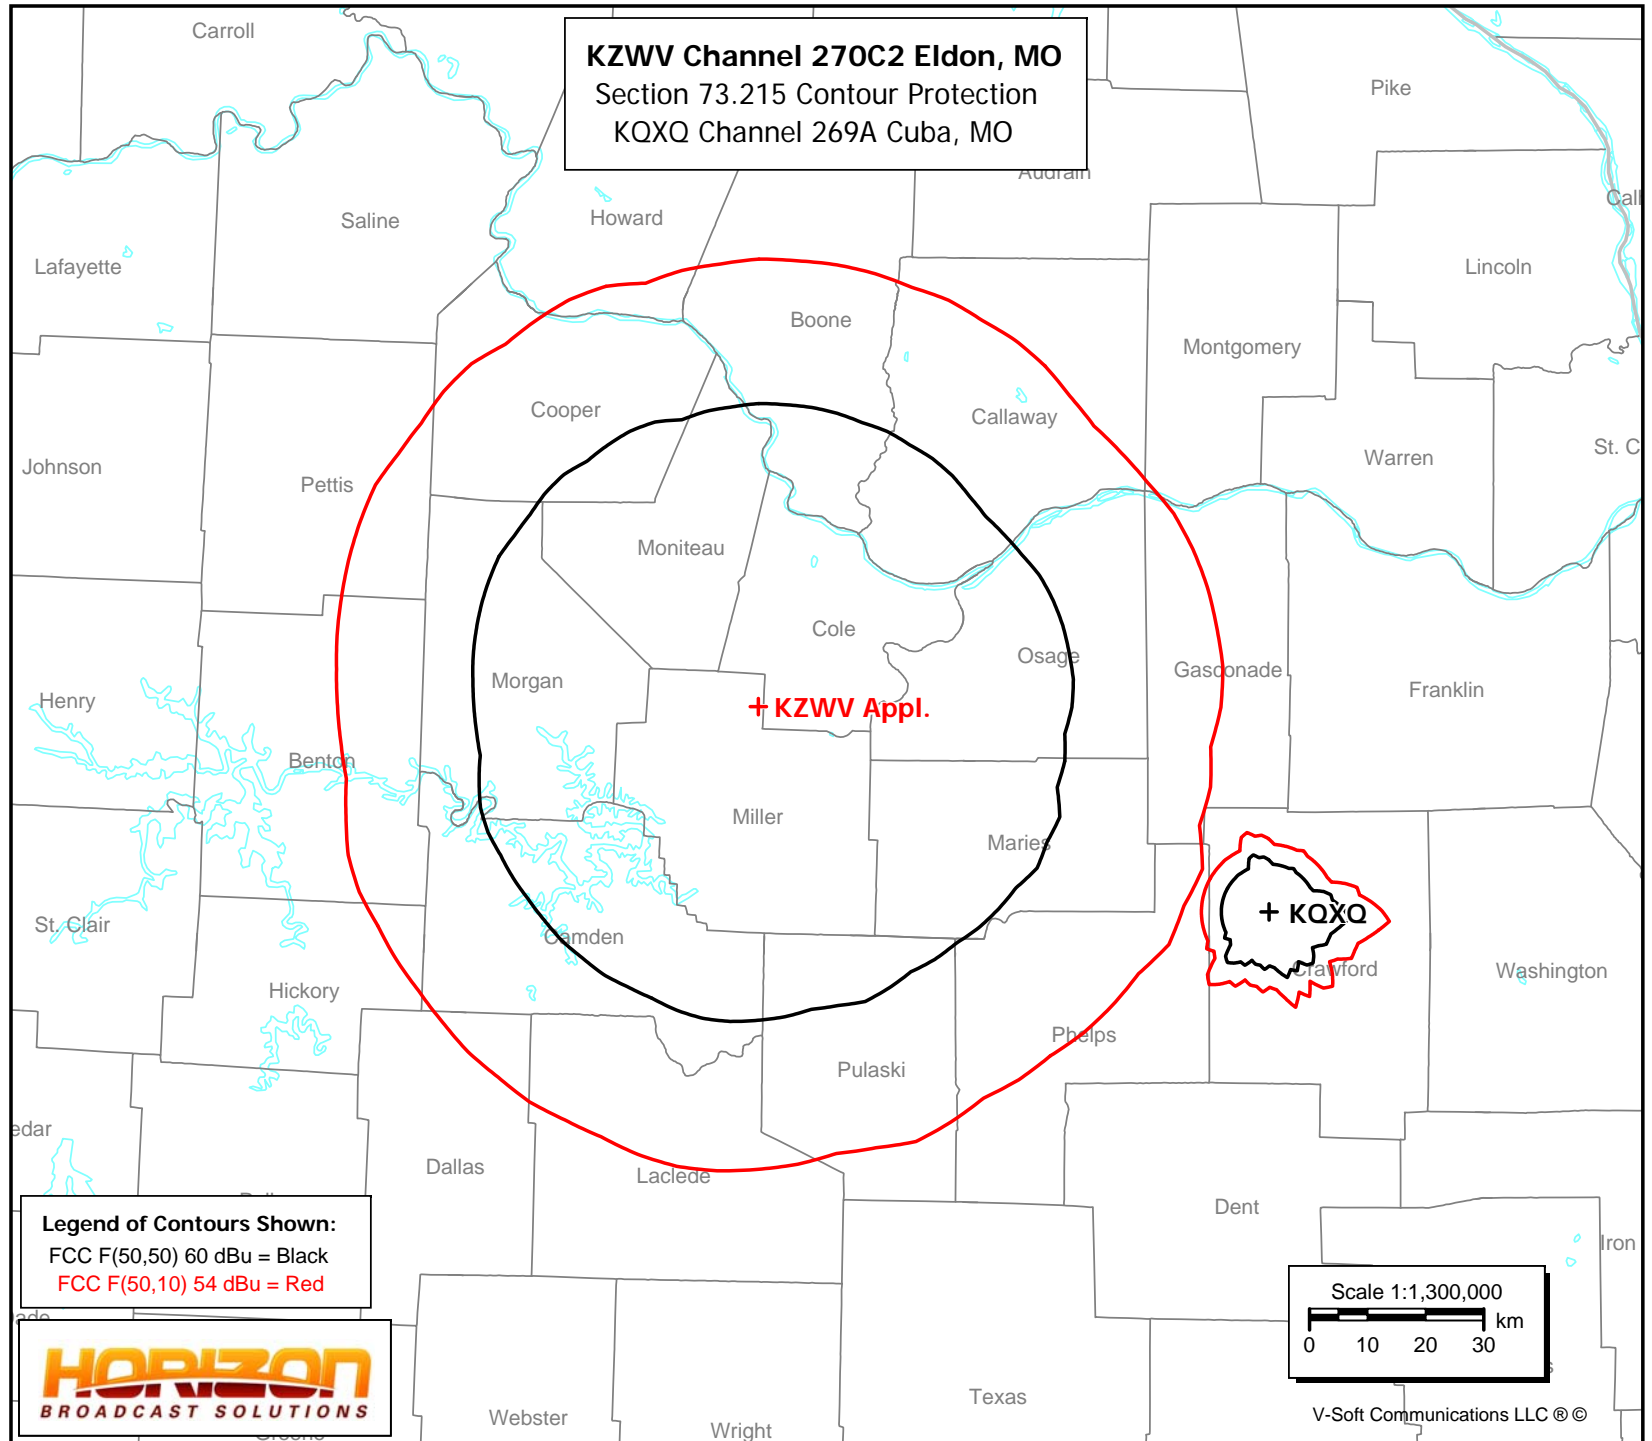 KZWV Channel 270C2 Eldon, MO
Section 73.215 Contour Protection
KQXQ Channel 269A Cuba, MO
Carroll
Pike
Audrain
Saline
Howard
Call
Lafayette
Lincoln
Boone
Montgomery
Cooper
Callaway
Johnson
Pettis
Warren
St. C
Moniteau
Cole
Osage
Gasconade
Morgan
Henry
Franklin
KZWV Appl.
Benton
Miller
Maries
KQXQ
St. Clair
Camden
Crawford
Washington
Hickory
Phelps
Pulaski
edar
Dallas
Laclede
Dent
Iron
Legend of Contours Shown:
FCC F(50,50) 60 dBu = Black
FCC F(50,10) 54 dBu = Red
Scale 1:1,300,000
km
0 10 20 30
HORIZON
BROADCAST SOLUTIONS
Texas
Webster
Wright
V-Soft Communications LLC ® ©